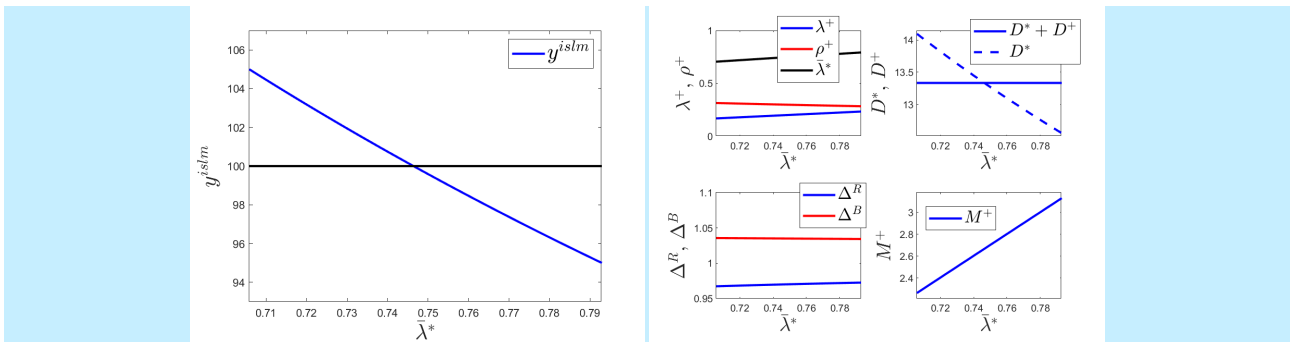 106
104
102
100
98
96
94
y^{islm}
y^{islm}
0.71 0.72 0.73 0.74 0.75 0.76 0.77 0.78 0.79
λ̄*
λ⁺
ρ⁺
λ̄*
1
0.5
0
λ⁺, ρ⁺
0.72 0.74 0.76 0.78
λ̄*
D* + D⁺
D*
14
13.5
13
D*, D⁺
0.72 0.74 0.76 0.78
λ̄*
Δ^R
Δ^B
1.1
1.05
1
0.95
Δ^R, Δ^B
0.72 0.74 0.76 0.78
λ̄*
M⁺
3
2.8
2.6
2.4
M⁺
0.72 0.74 0.76 0.78
λ̄*